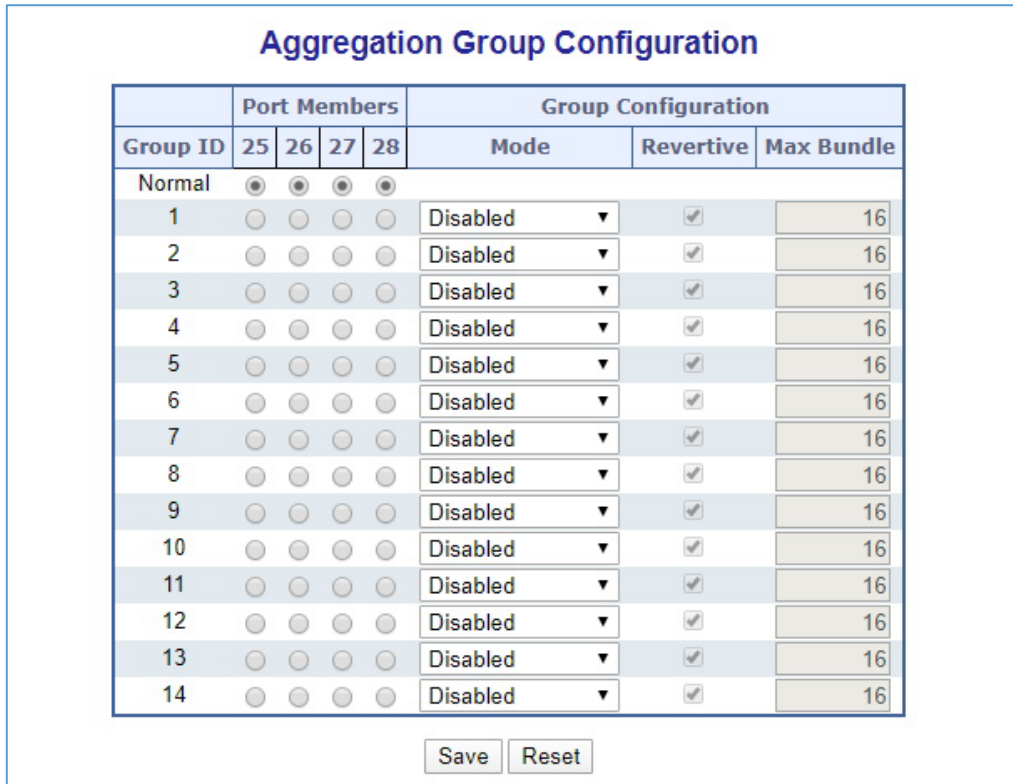 Aggregation Group Configuration
Port Members Group Configuration
Group ID 25 26 27 28 Mode Revertive Max Bundle
Normal
1 Disabled 16
2 Disabled 16
3 Disabled 16
4 Disabled 16
5 Disabled 16
6 Disabled 16
7 Disabled 16
8 Disabled 16
9 Disabled 16
10 Disabled 16
11 Disabled 16
12 Disabled 16
13 Disabled 16
14 Disabled 16
Save Reset